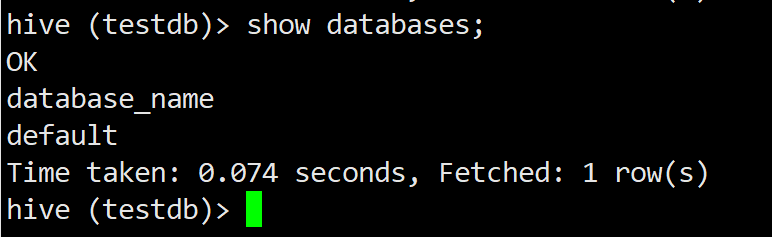 hive (testdb)> show databases;
OK
database_name
default
Time taken: 0.074 seconds, Fetched: 1 row(s)
hive (testdb)>